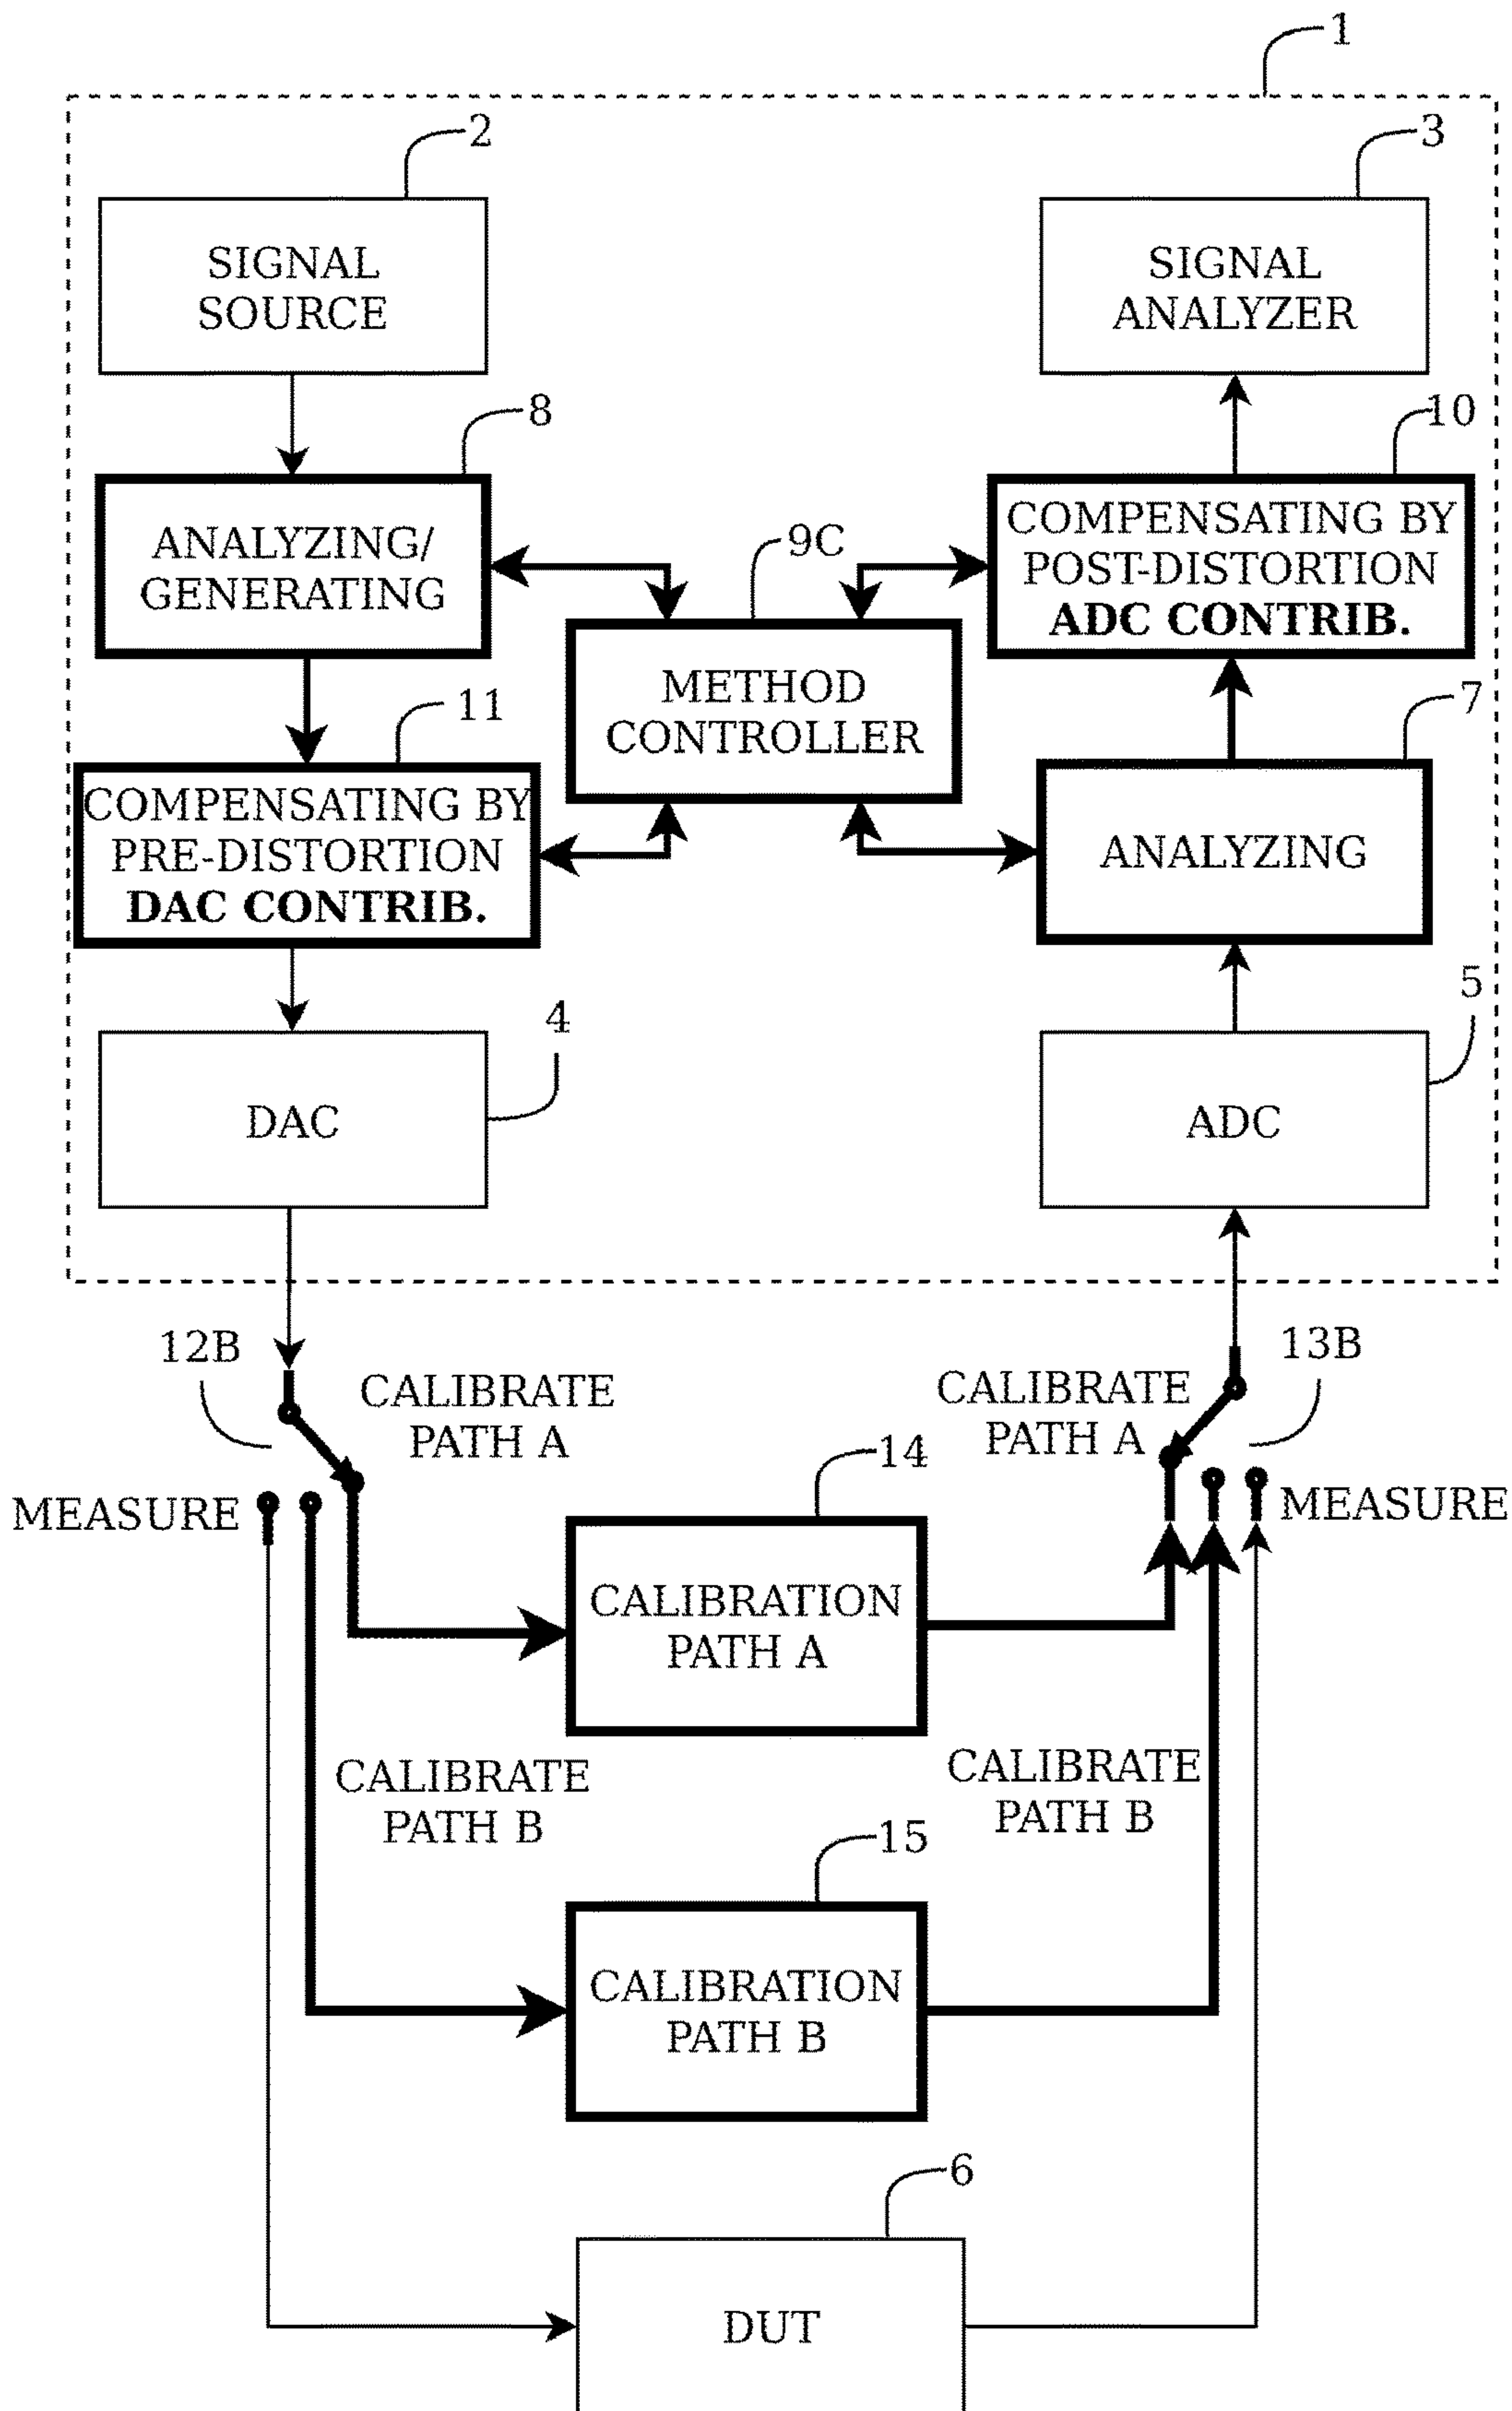 1
2
3
SIGNAL
SOURCE
SIGNAL
ANALYZER
8
10
ANALYZING/
GENERATING
9C
COMPENSATING BY
POST-DISTORTION
ADC CONTRIB.
METHOD
CONTROLLER
11
7
COMPENSATING BY
PRE-DISTORTION
DAC CONTRIB.
ANALYZING
4
5
DAC
ADC
12B
13B
CALIBRATE
PATH A
CALIBRATE
PATH A
MEASURE
MEASURE
14
CALIBRATION
PATH A
CALIBRATE
PATH B
CALIBRATE
PATH B
15
CALIBRATION
PATH B
6
DUT